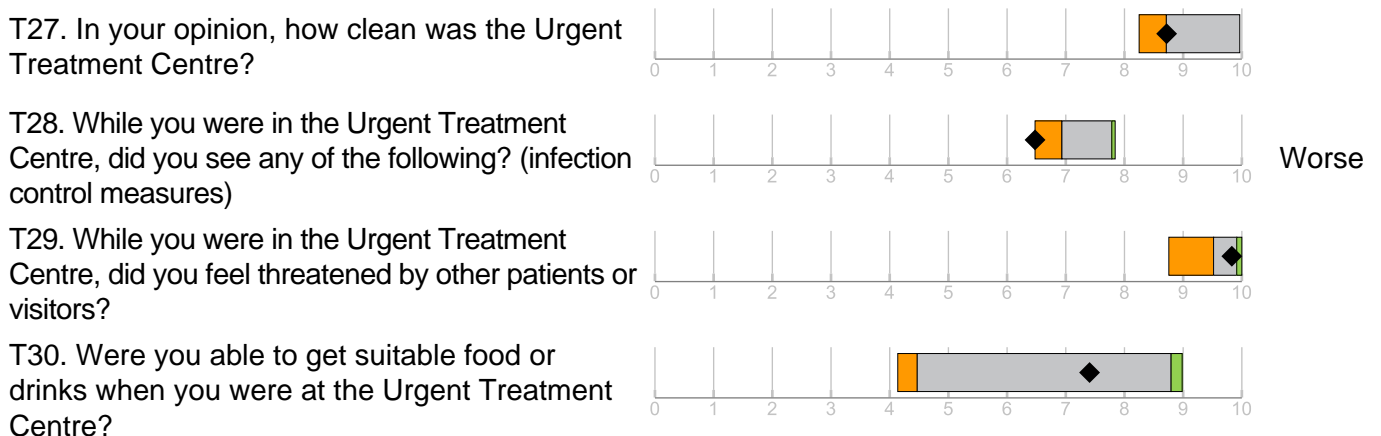 T27. In your opinion, how clean was the Urgent
Treatment Centre?
0 1 2 3 4 5 6 7 8 9 10
T28. While you were in the Urgent Treatment
Centre, did you see any of the following? (infection
control measures)
0 1 2 3 4 5 6 7 8 9 10
Worse
T29. While you were in the Urgent Treatment
Centre, did you feel threatened by other patients or
visitors?
0 1 2 3 4 5 6 7 8 9 10
T30. Were you able to get suitable food or
drinks when you were at the Urgent Treatment
Centre?
0 1 2 3 4 5 6 7 8 9 10